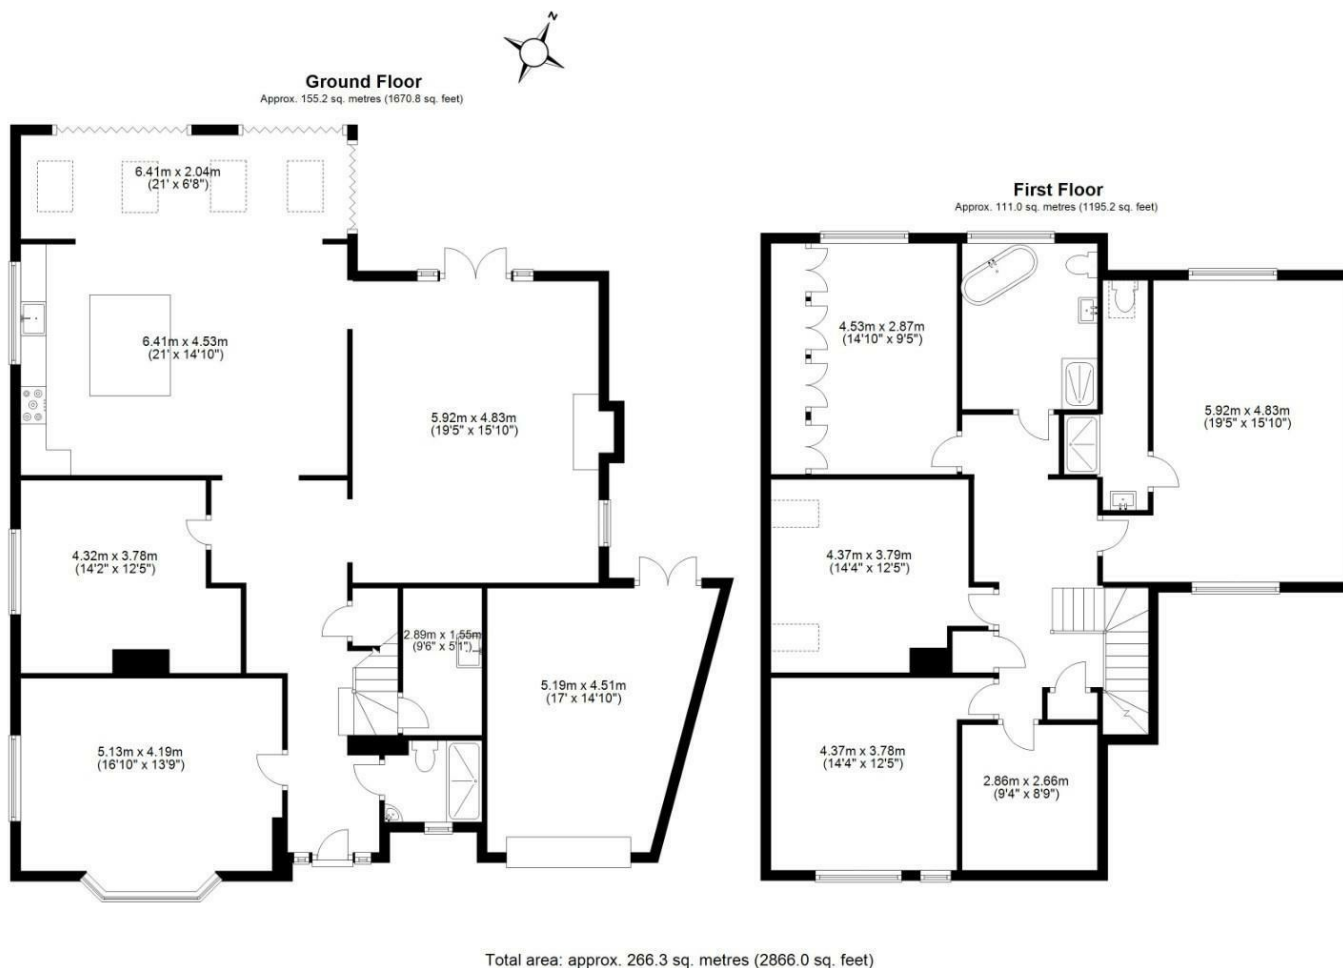 N
Ground Floor
Approx. 155.2 sq. metres (1670.8 sq. feet)
6.41m x 2.04m
(21' x 6'8")
6.41m x 4.53m
(21' x 14'10")
5.92m x 4.83m
(19'5" x 15'10")
4.32m x 3.78m
(14'2" x 12'5")
2.89m x 1.55m
(9'6" x 5'1")
5.19m x 4.51m
(17' x 14'10")
5.13m x 4.19m
(16'10" x 13'9")
First Floor
Approx. 111.0 sq. metres (1195.2 sq. feet)
4.53m x 2.87m
(14'10" x 9'5")
5.92m x 4.83m
(19'5" x 15'10")
4.37m x 3.79m
(14'4" x 12'5")
4.37m x 3.78m
(14'4" x 12'5")
2.86m x 2.66m
(9'4" x 8'9")
Total area: approx. 266.3 sq. metres (2866.0 sq. feet)